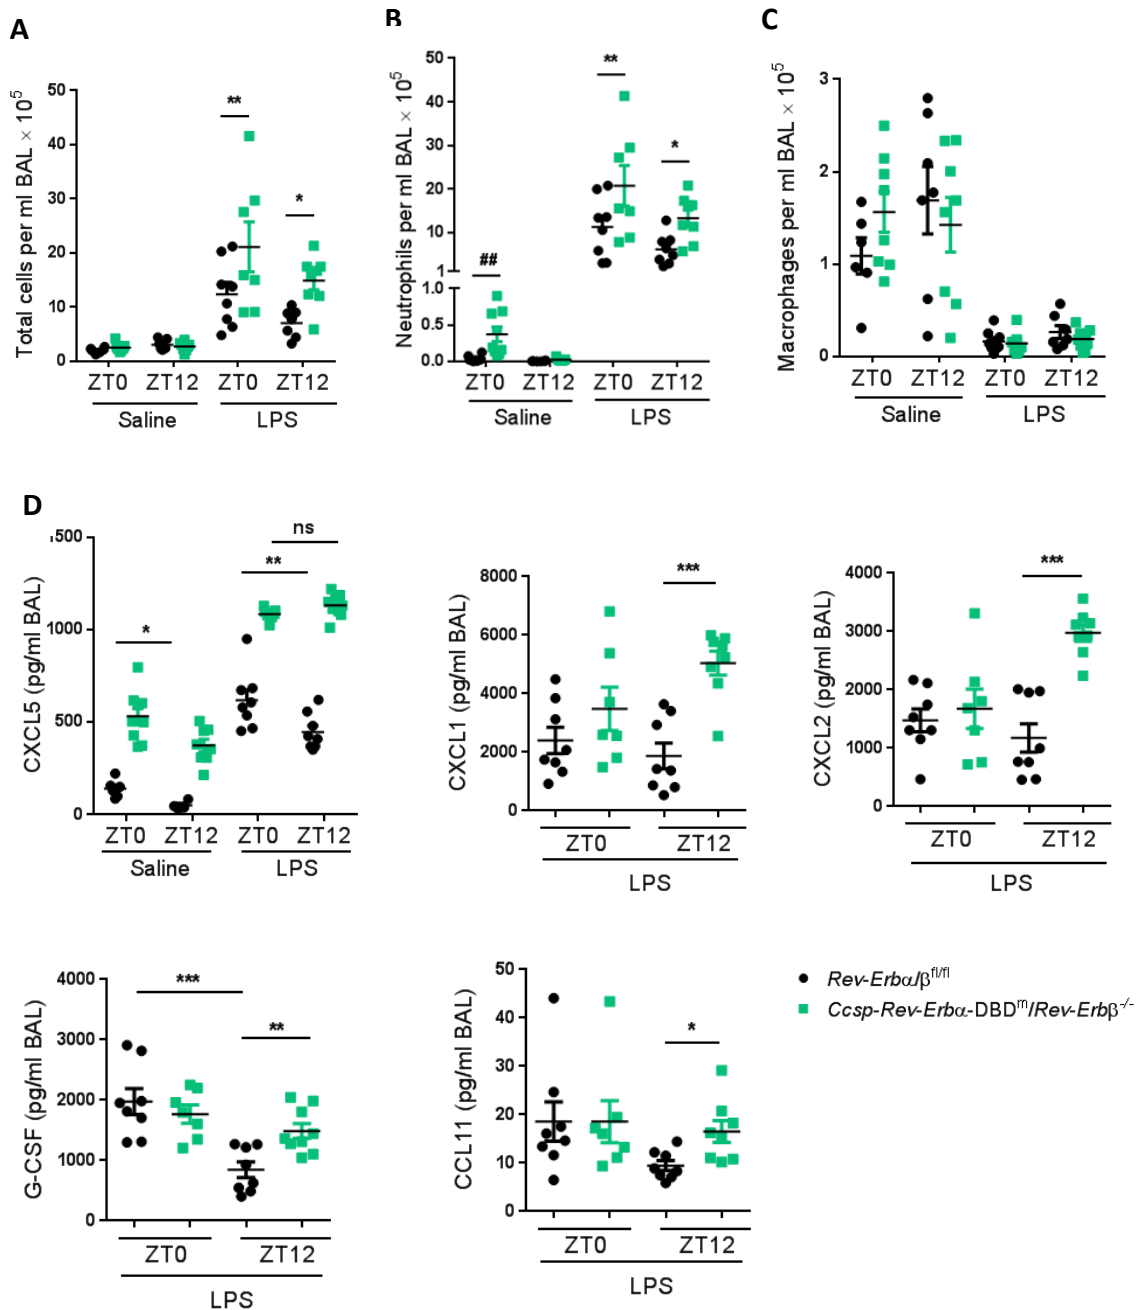 A
B
C
Total cells per ml BAL × 10⁵
50
40
30
20
10
0
**
*
ZT0 ZT12 ZT0 ZT12
Saline LPS
Neutrophils per ml BAL × 10⁵
50
40
30
20
10
1
1.0
0.5
0.0
##
**
*
ZT0 ZT12 ZT0 ZT12
Saline LPS
Macrophages per ml BAL × 10⁵
3
2
1
0
ZT0 ZT12 ZT0 ZT12
Saline LPS
D
CXCL5 (pg/ml BAL)
500
1000
500
0
*
**
ns
ZT0 ZT12 ZT0 ZT12
Saline LPS
CXCL1 (pg/ml BAL)
8000
6000
4000
2000
0
***
ZT0 ZT12
LPS
CXCL2 (pg/ml BAL)
4000
3000
2000
1000
0
***
ZT0 ZT12
LPS
G-CSF (pg/ml BAL)
4000
3000
2000
1000
0
***
**
ZT0 ZT12
LPS
CCL11 (pg/ml BAL)
50
40
30
20
10
0
*
ZT0 ZT12
LPS
Rev-Erbα/β^fl/fl
Ccsp-Rev-Erbα-DBD^m/Rev-Erbβ^-/-